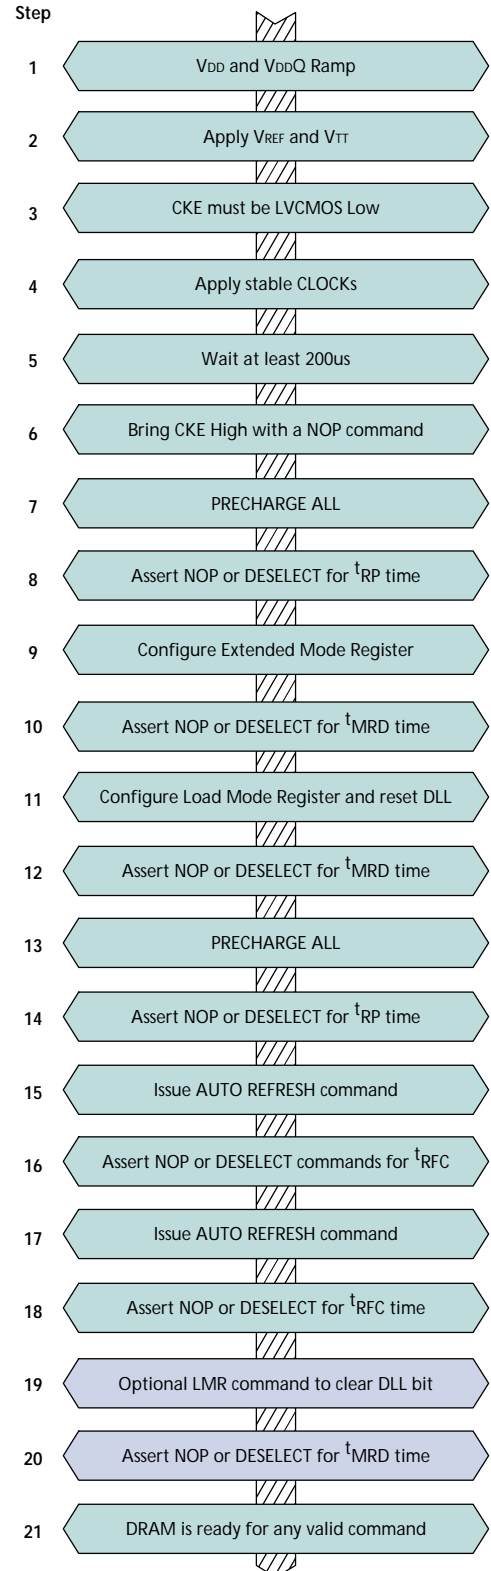 Step
1 VDD and VDDQ Ramp
2 Apply VREF and VTT
3 CKE must be LVCMOS Low
4 Apply stable CLOCKs
5 Wait at least 200us
6 Bring CKE High with a NOP command
7 PRECHARGE ALL
8 Assert NOP or DESELECT for tRP time
9 Configure Extended Mode Register
10 Assert NOP or DESELECT for tMRD time
11 Configure Load Mode Register and reset DLL
12 Assert NOP or DESELECT for tMRD time
13 PRECHARGE ALL
14 Assert NOP or DESELECT for tRP time
15 Issue AUTO REFRESH command
16 Assert NOP or DESELECT commands for tRFC
17 Issue AUTO REFRESH command
18 Assert NOP or DESELECT for tRFC time
19 Optional LMR command to clear DLL bit
20 Assert NOP or DESELECT for tMRD time
21 DRAM is ready for any valid command